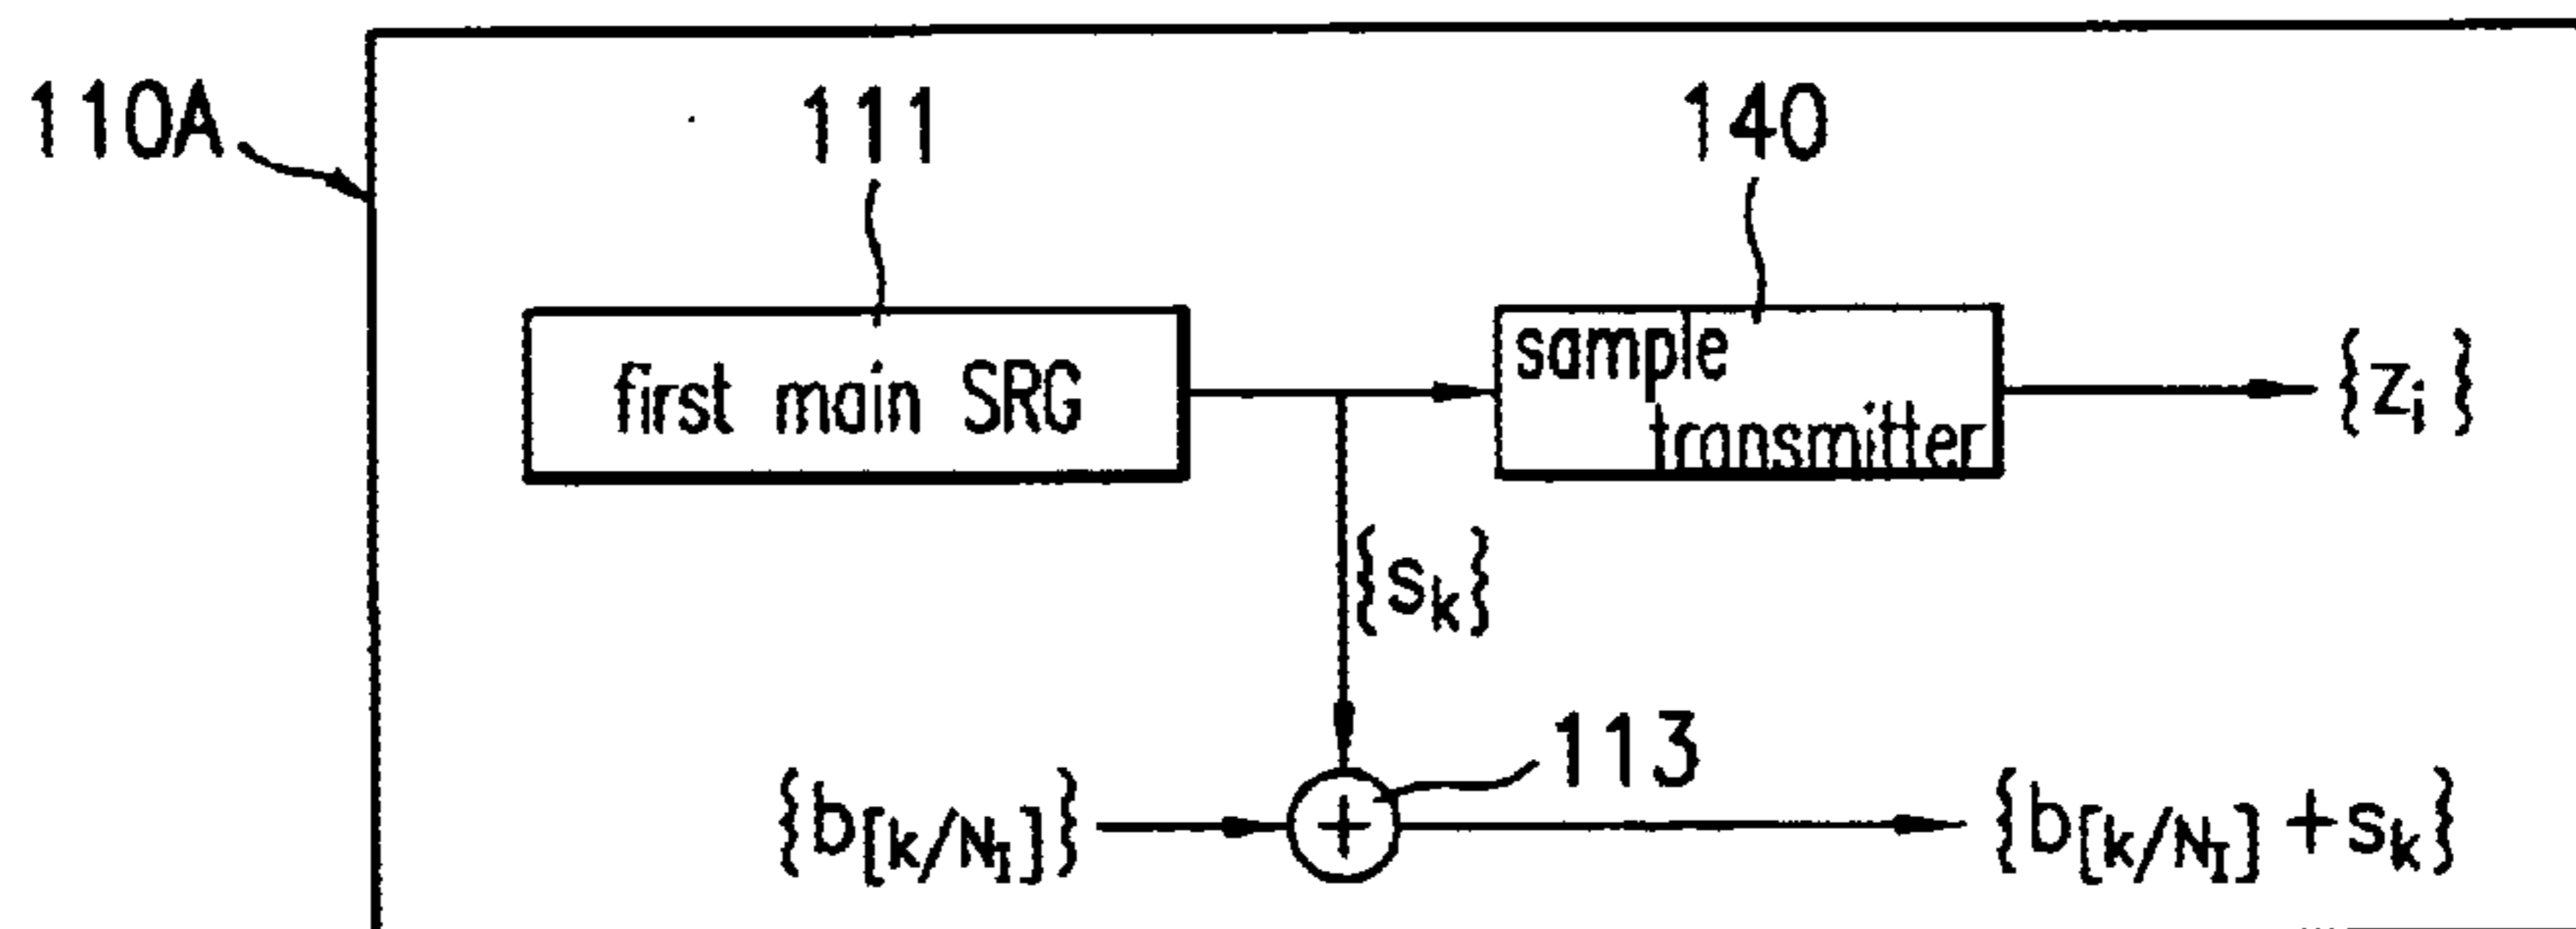 110A
111
140
first main SRG
sample
transmitter
{z_i}
{s_k}
113
{b_[k/N_I]}
{b_[k/N_I]+s_k}